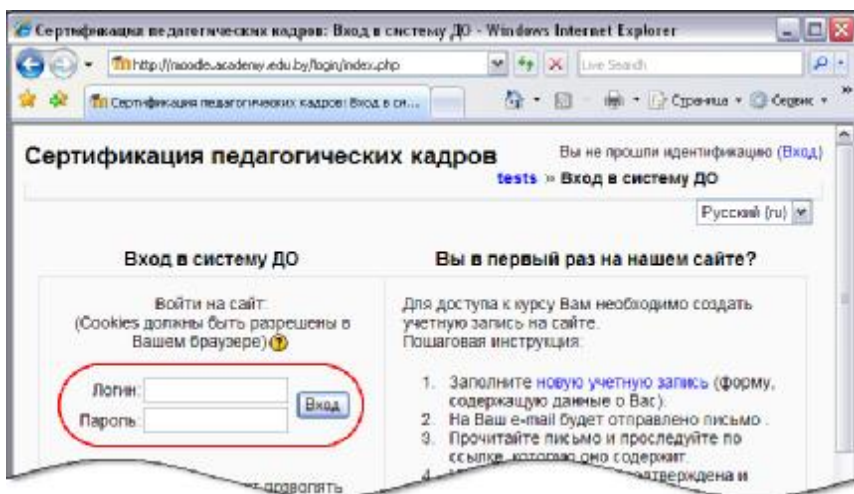 Сертификация педагогических кадров: Вход в систему ДО - Windows Internet Explorer
http://moodle.academy.edu.by/login/index.php
Live Search
Сертификация педагогических кадров: Вход в си...
Страница
Сервис
Сертификация педагогических кадров
Вы не прошли идентификацию (Вход)
tests » Вход в систему ДО
Русский (ru)
Вход в систему ДО
Войти на сайт:
(Cookies должны быть разрешены в
Вашем браузере)
Логин:
Пароль:
Вход
Вы в первый раз на нашем сайте?
Для доступа к курсу Вам необходимо создать
учетную запись на сайте.
Пошаговая инструкция:
1. Заполните новую учетную запись (форму,
содержащую данные о Вас).
2. На Ваш e-mail будет отправлено письмо .
3. Прочитайте письмо и проследуйте по
ссылке, которую оно содержит.
4.